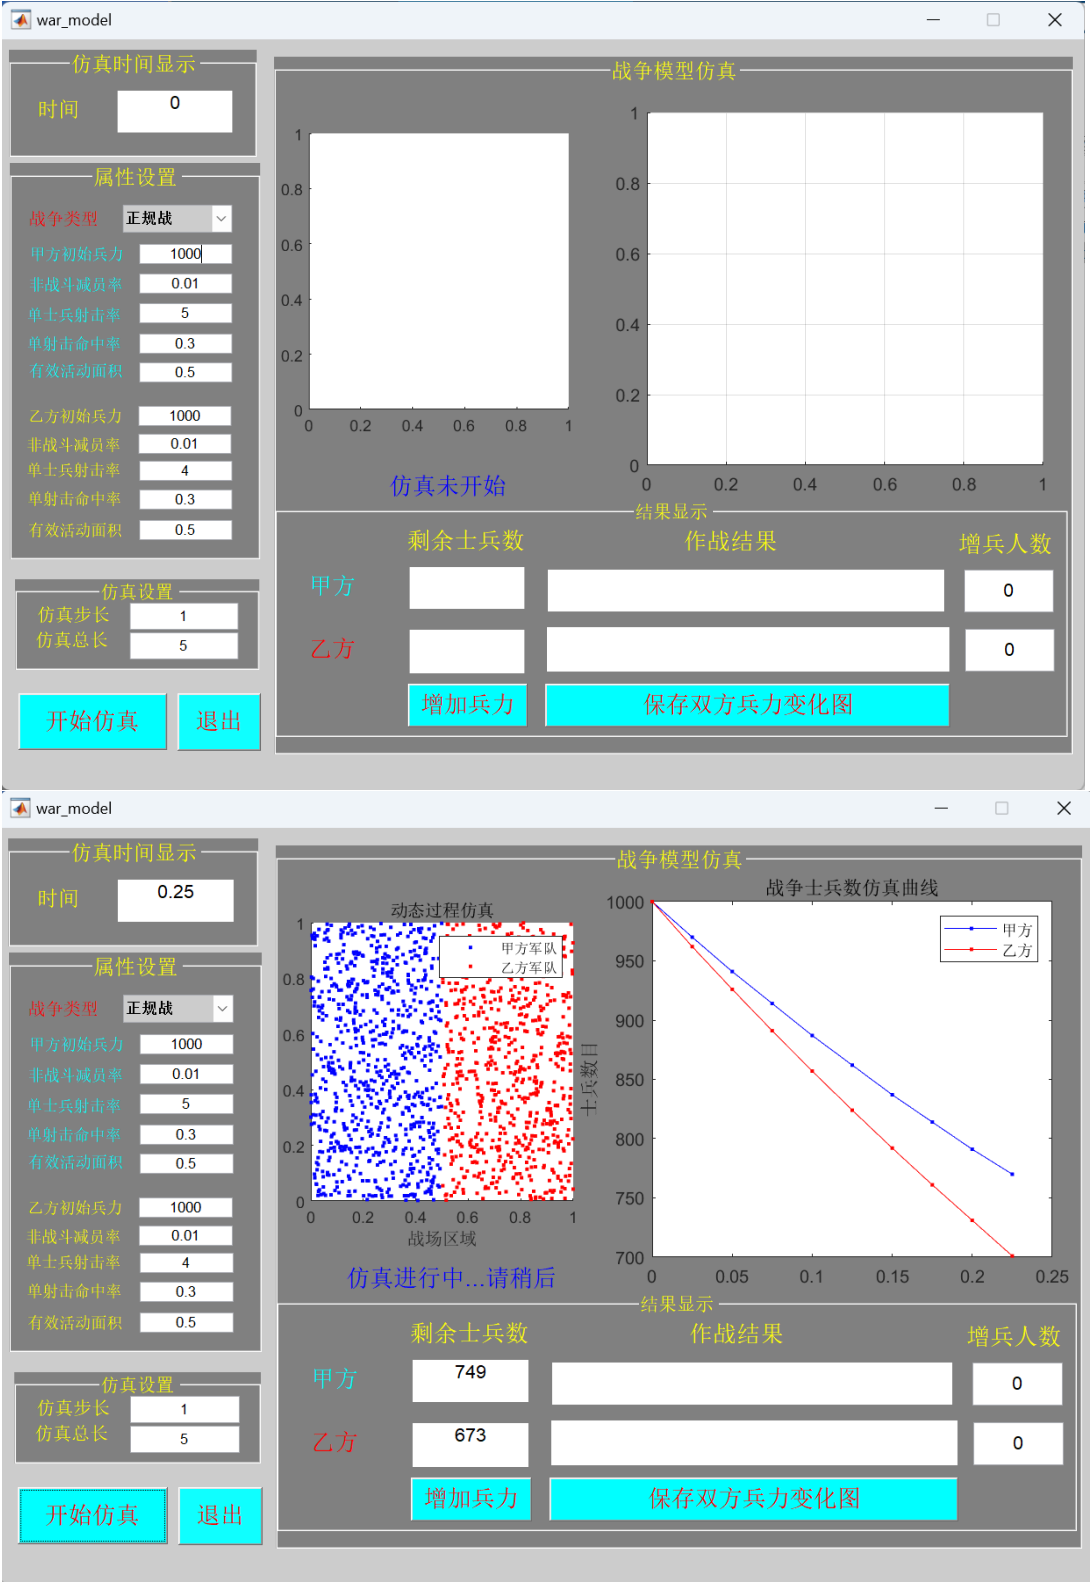 war_model
仿真时间显示
时间 0
属性设置
战争类型 正规战
甲方初始兵力 1000
非战斗减员率 0.01
单士兵射击率 5
单射击命中率 0.3
有效活动面积 0.5
乙方初始兵力 1000
非战斗减员率 0.01
单士兵射击率 4
单射击命中率 0.3
有效活动面积 0.5
仿真设置
仿真步长 1
仿真总长 5
开始仿真 退出
战争模型仿真
1
0.8
0.6
0.4
0.2
0
0 0.2 0.4 0.6 0.8 1
仿真未开始
1
0.8
0.6
0.4
0.2
0
0 0.2 0.4 0.6 0.8 1
结果显示
剩余士兵数 作战结果 增兵人数
甲方 0
乙方 0
增加兵力 保存双方兵力变化图
war_model
仿真时间显示
时间 0.25
属性设置
战争类型 正规战
甲方初始兵力 1000
非战斗减员率 0.01
单士兵射击率 5
单射击命中率 0.3
有效活动面积 0.5
乙方初始兵力 1000
非战斗减员率 0.01
单士兵射击率 4
单射击命中率 0.3
有效活动面积 0.5
仿真设置
仿真步长 1
仿真总长 5
开始仿真 退出
战争模型仿真
动态过程仿真
甲方军队
乙方军队
1
0.8
0.6
0.4
0.2
0
0 0.2 0.4 0.6 0.8 1
战场区域
仿真进行中...请稍后
战争士兵数仿真曲线
甲方
乙方
士兵数目
1000
950
900
850
800
750
700
0 0.05 0.1 0.15 0.2 0.25
结果显示
剩余士兵数 作战结果 增兵人数
甲方 749 0
乙方 673 0
增加兵力 保存双方兵力变化图